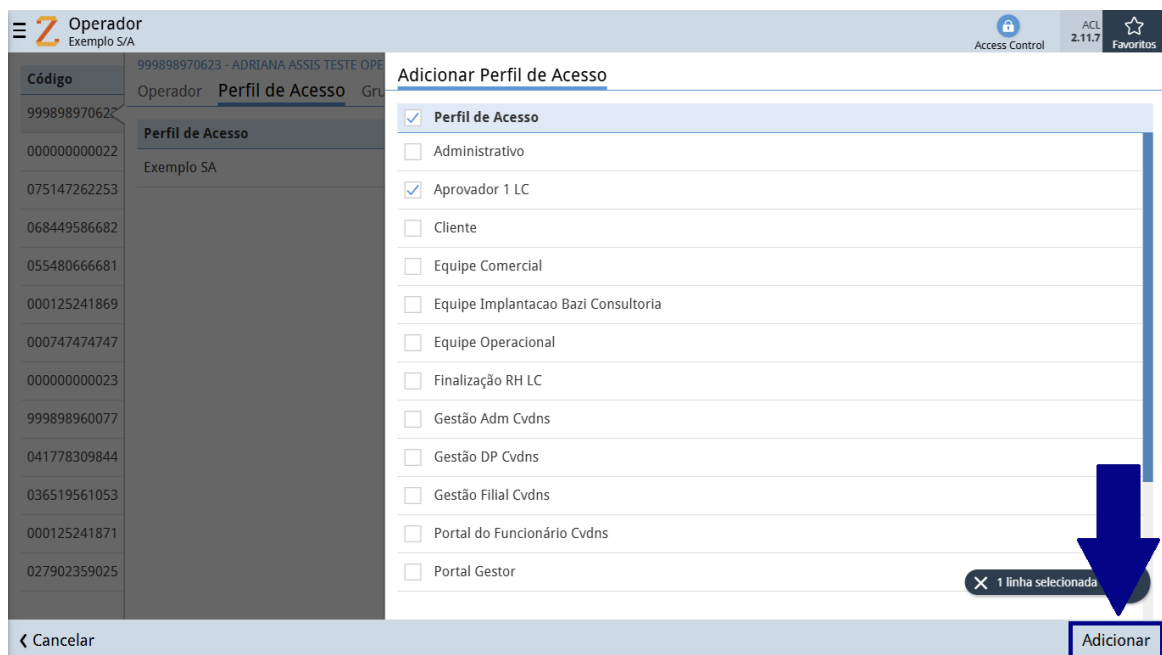 Operador
Exemplo S/A
Access Control
ACL
2.11.7
Favoritos
Código
99989897062
000000000022
075147262253
068449586682
055480666681
000125241869
000747474747
000000000023
999898960077
041778309844
036519561053
000125241871
027902359025
999898970623 - ADRIANA ASSIS TESTE OPE
Operador Perfil de Acesso Gru
Perfil de Acesso
Exemplo SA
Adicionar Perfil de Acesso
Perfil de Acesso
Administrativo
Aprovador 1 LC
Cliente
Equipe Comercial
Equipe Implantacao Bazi Consultoria
Equipe Operacional
Finalização RH LC
Gestão Adm Cvdns
Gestão DP Cvdns
Gestão Filial Cvdns
Portal do Funcionário Cvdns
Portal Gestor
1 linha selecionada
Cancelar
Adicionar